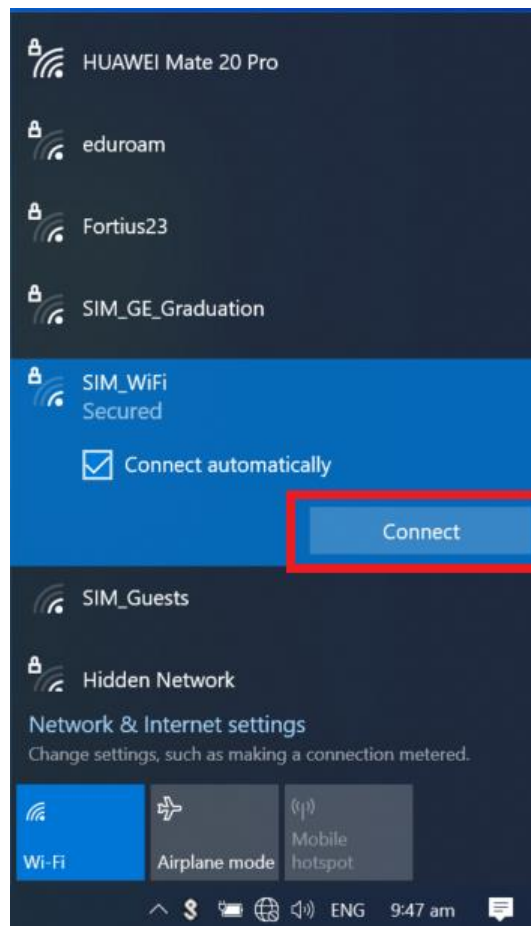 HUAWEI Mate 20 Pro
eduroam
Fortius23
SIM_GE_Graduation
SIM_WiFi
Secured
Connect automatically
Connect
SIM_Guests
Hidden Network
Network & Internet settings
Change settings, such as making a connection metered.
Wi-Fi
Airplane mode
Mobile
hotspot
ENG 9:47 am